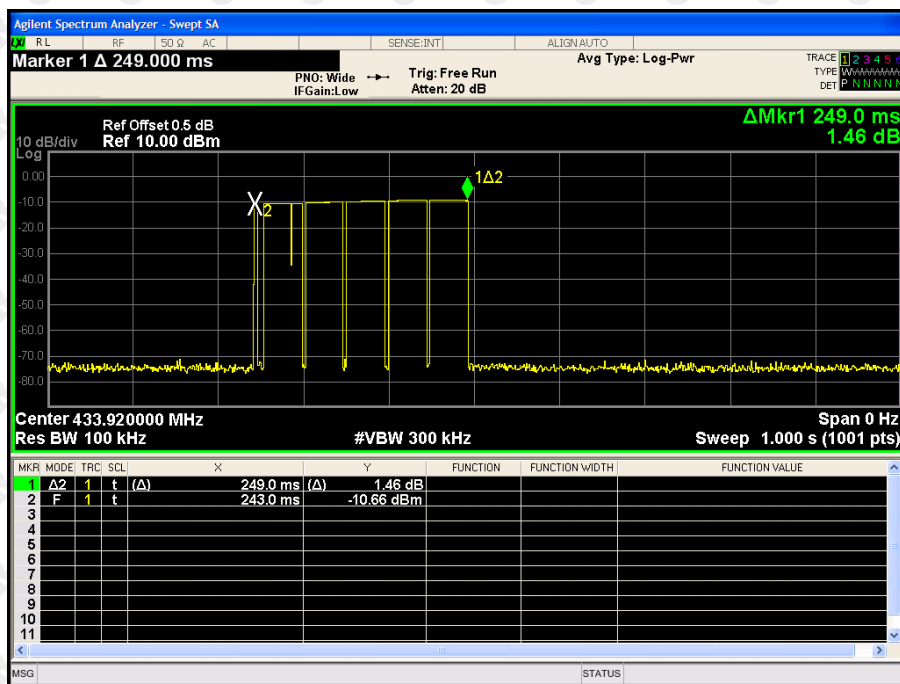 Agilent Spectrum Analyzer - Swept SA
LXI RL RF 50 Ω AC SENSE:INT ALIGNAUTO
Marker 1 Δ 249.000 ms
PNO: Wide
IFGain:Low
Trig: Free Run
Atten: 20 dB
Avg Type: Log-Pwr
TRACE 1 2 3 4 5 6
TYPE
DET P N N N N N
ΔMkr1 249.0 ms
1.46 dB
Ref Offset 0.5 dB
10 dB/div Ref 10.00 dBm
Log
0.00
-10.0
-20.0
-30.0
-40.0
-50.0
-60.0
-70.0
-80.0
X2
1Δ2
Center 433.920000 MHz Span 0 Hz
Res BW 100 kHz #VBW 300 kHz Sweep 1.000 s (1001 pts)
MKR MODE TRC SCL X Y FUNCTION FUNCTION WIDTH FUNCTION VALUE
1 Δ2 1 t (Δ) 249.0 ms (Δ) 1.46 dB
2 F 1 t 243.0 ms -10.66 dBm
3
4
5
6
7
8
9
10
11
MSG STATUS